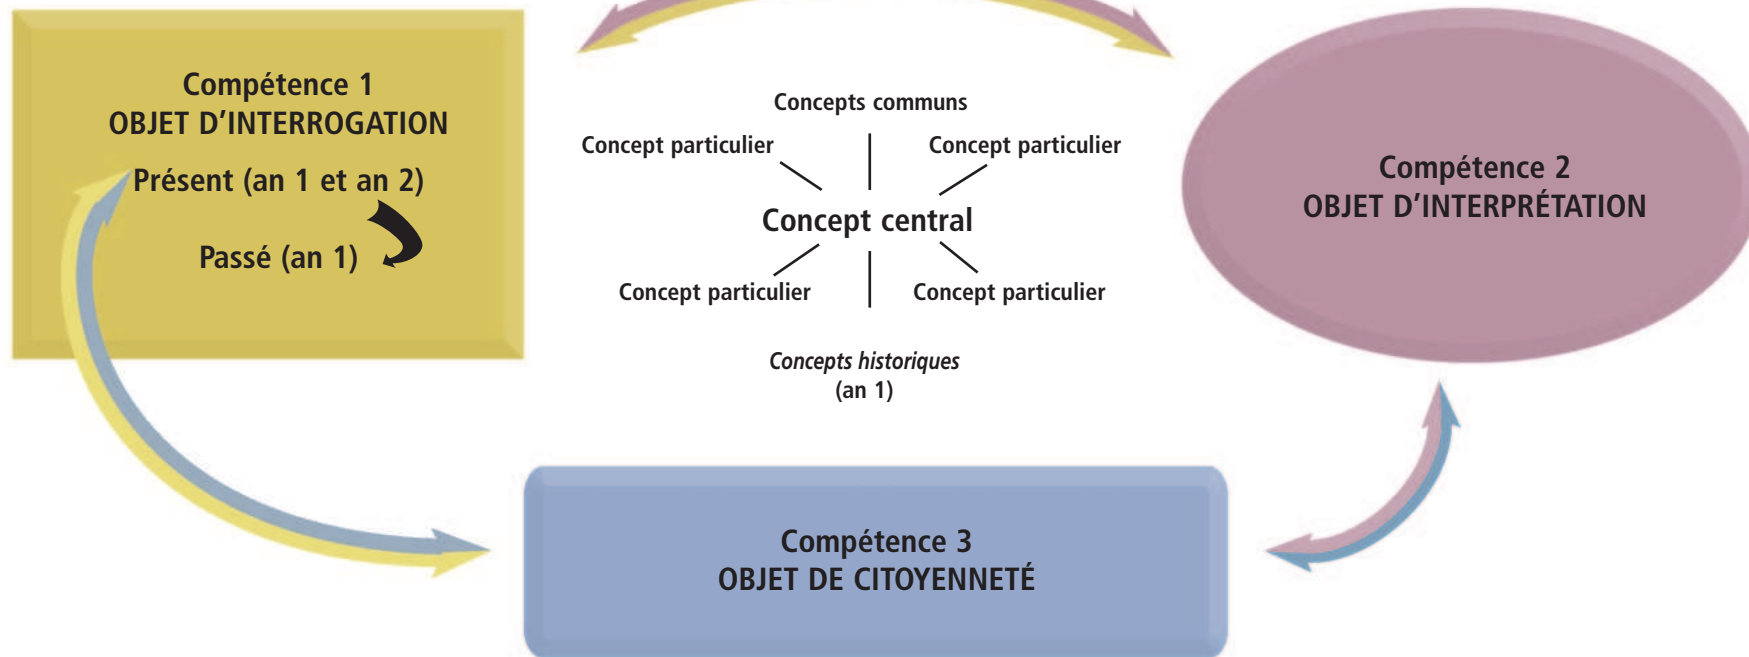 Compétence 1
OBJET D'INTERROGATION
Présent (an 1 et an 2)
Passé (an 1)
Concepts communs
Concept particulier
Concept particulier
Concept central
Concept particulier
Concept particulier
Concepts historiques
(an 1)
Compétence 2
OBJET D'INTERPRÉTATION
Compétence 3
OBJET DE CITOYENNETÉ